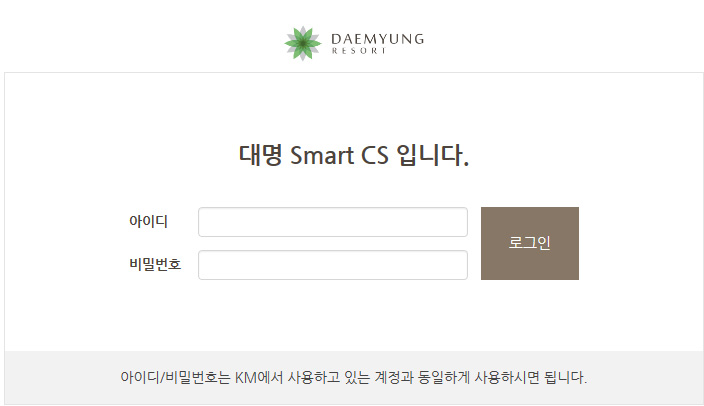 DAEMYUNG
RESORT
대명 Smart CS 입니다.
아이디
비밀번호
로그인
아이디/비밀번호는 KM에서 사용하고 있는 계정과 동일하게 사용하시면 됩니다.